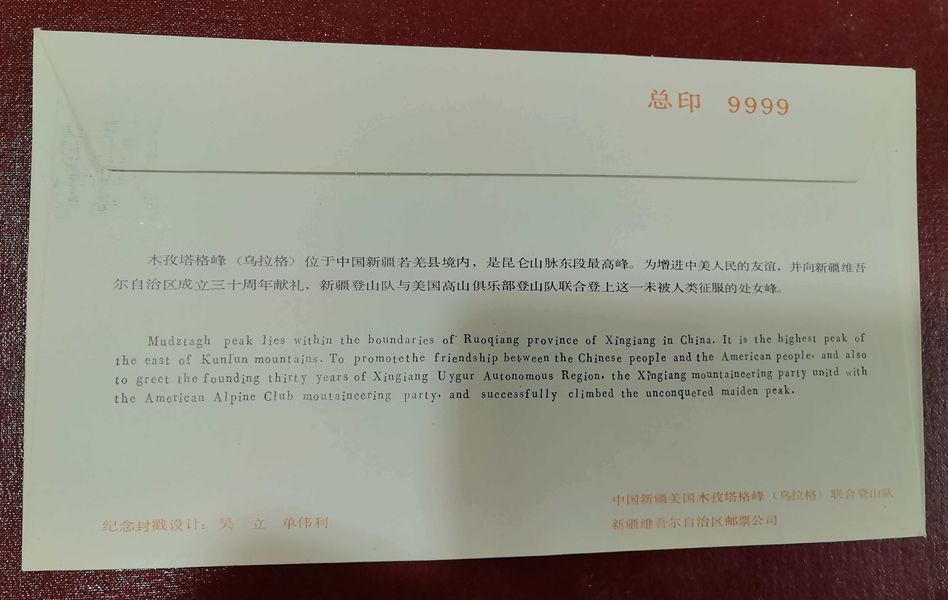 总印 9999
木孜塔格峰（乌拉格）位于中国新疆若羌县境内，是昆仑山脉东段最高峰。为增进中美人民的友谊，并向新疆维吾
尔自治区成立三十周年献礼，新疆登山队与美国高山俱乐部登山队联合登上这一未被人类征服的处女峰。
Mudztagh peak lies within the boundaries of Ruoqiang province of Xingiang in China. It is the highest peak of
the east of Kunlun mountains. To promotethe friendship between the Chinese people and the American people, and also
to greet the founding thirty years of Xingiang Uygur Autonomous Region, the Xingiang mountaineering party unitd with
the American Alpine Club moutaineering party, and successfully climbed the unconquered maiden peak.
中国新疆美国木孜塔格峰（乌拉格）联合登山队
纪念封戳设计：吴 立 单伟利
新疆维吾尔自治区邮票公司